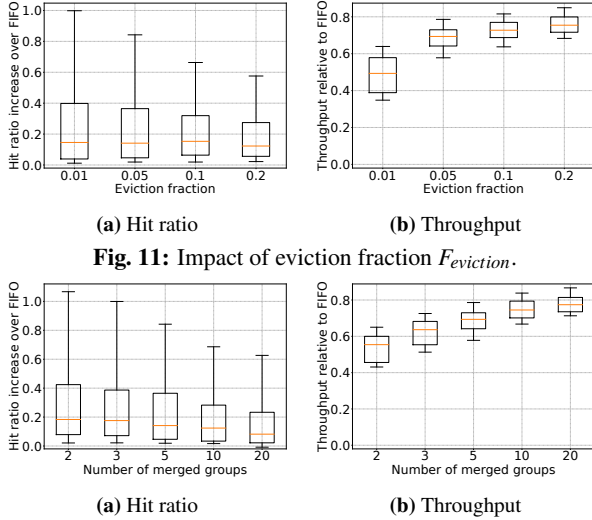 Hit ratio increase over FIFO
1.0
0.8
0.6
0.4
0.2
0.0
0.01 0.05 0.1 0.2
Eviction fraction
(a) Hit ratio
Throughput relative to FIFO
0.8
0.6
0.4
0.2
0.0
0.01 0.05 0.1 0.2
Eviction fraction
(b) Throughput
Fig. 11: Impact of eviction fraction F_eviction.
Hit ratio increase over FIFO
1.0
0.8
0.6
0.4
0.2
0.0
2 3 5 10 20
Number of merged groups
(a) Hit ratio
Throughput relative to FIFO
0.8
0.6
0.4
0.2
0.0
2 3 5 10 20
Number of merged groups
(b) Throughput